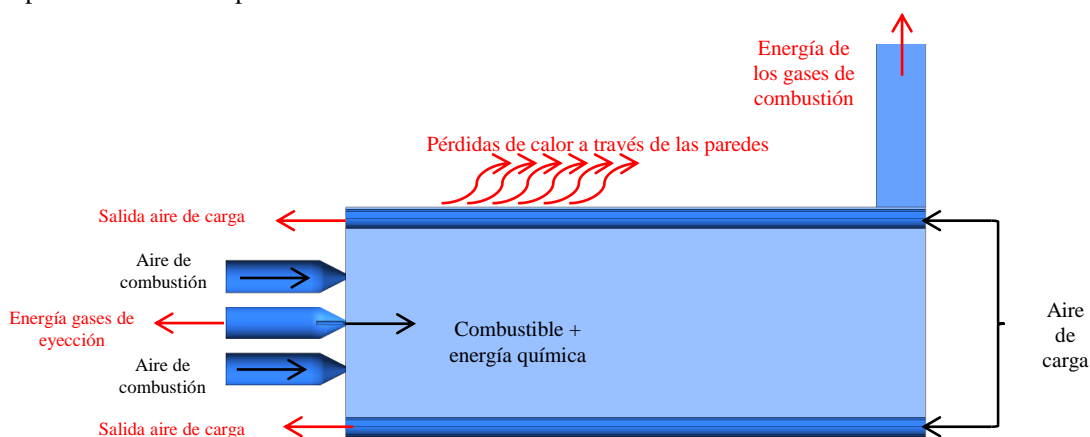 Energía de
los gases de
combustión
Pérdidas de calor a través de las paredes
Salida aire de carga
Aire de
combustión
Energía gases de
eyección
Combustible +
energía química
Aire de
combustión
Aire
de
carga
Salida aire de carga